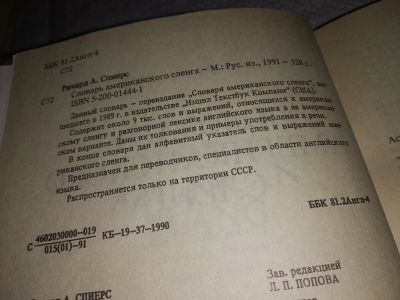 ББК 81.2Англ-4
С72
Ричард А. Спиерс
С72 Словарь американского сленга — М.: Рус. яз., 1991 — 528 с.
ISBN 5-200-01444-1
Данный словарь — переиздание „Словаря американского сленга", вы-
шедшего в 1989 г. в издательстве „Нэшнл Текстбук Компани" (США).
Содержит около 9 тыс. слов и выражений, относящихся к американ-
скому сленгу и разговорной лексике английского языка в ее американ-
ском варианте. Даны их толкования и примеры употребления в речи.
В конце словаря дан алфавитный указатель слов и выражений аме-
риканского сленга.
Предназначен для переводчиков, специалистов в области английского
языка.
Распространяется только на территории СССР.
С 4602030000-019
015(01)-91 КБ-19-37-1990
ББК 81.2Англ-4
А. СПИЕРС
Зав. редакцией
Л. П. ПОПОВА